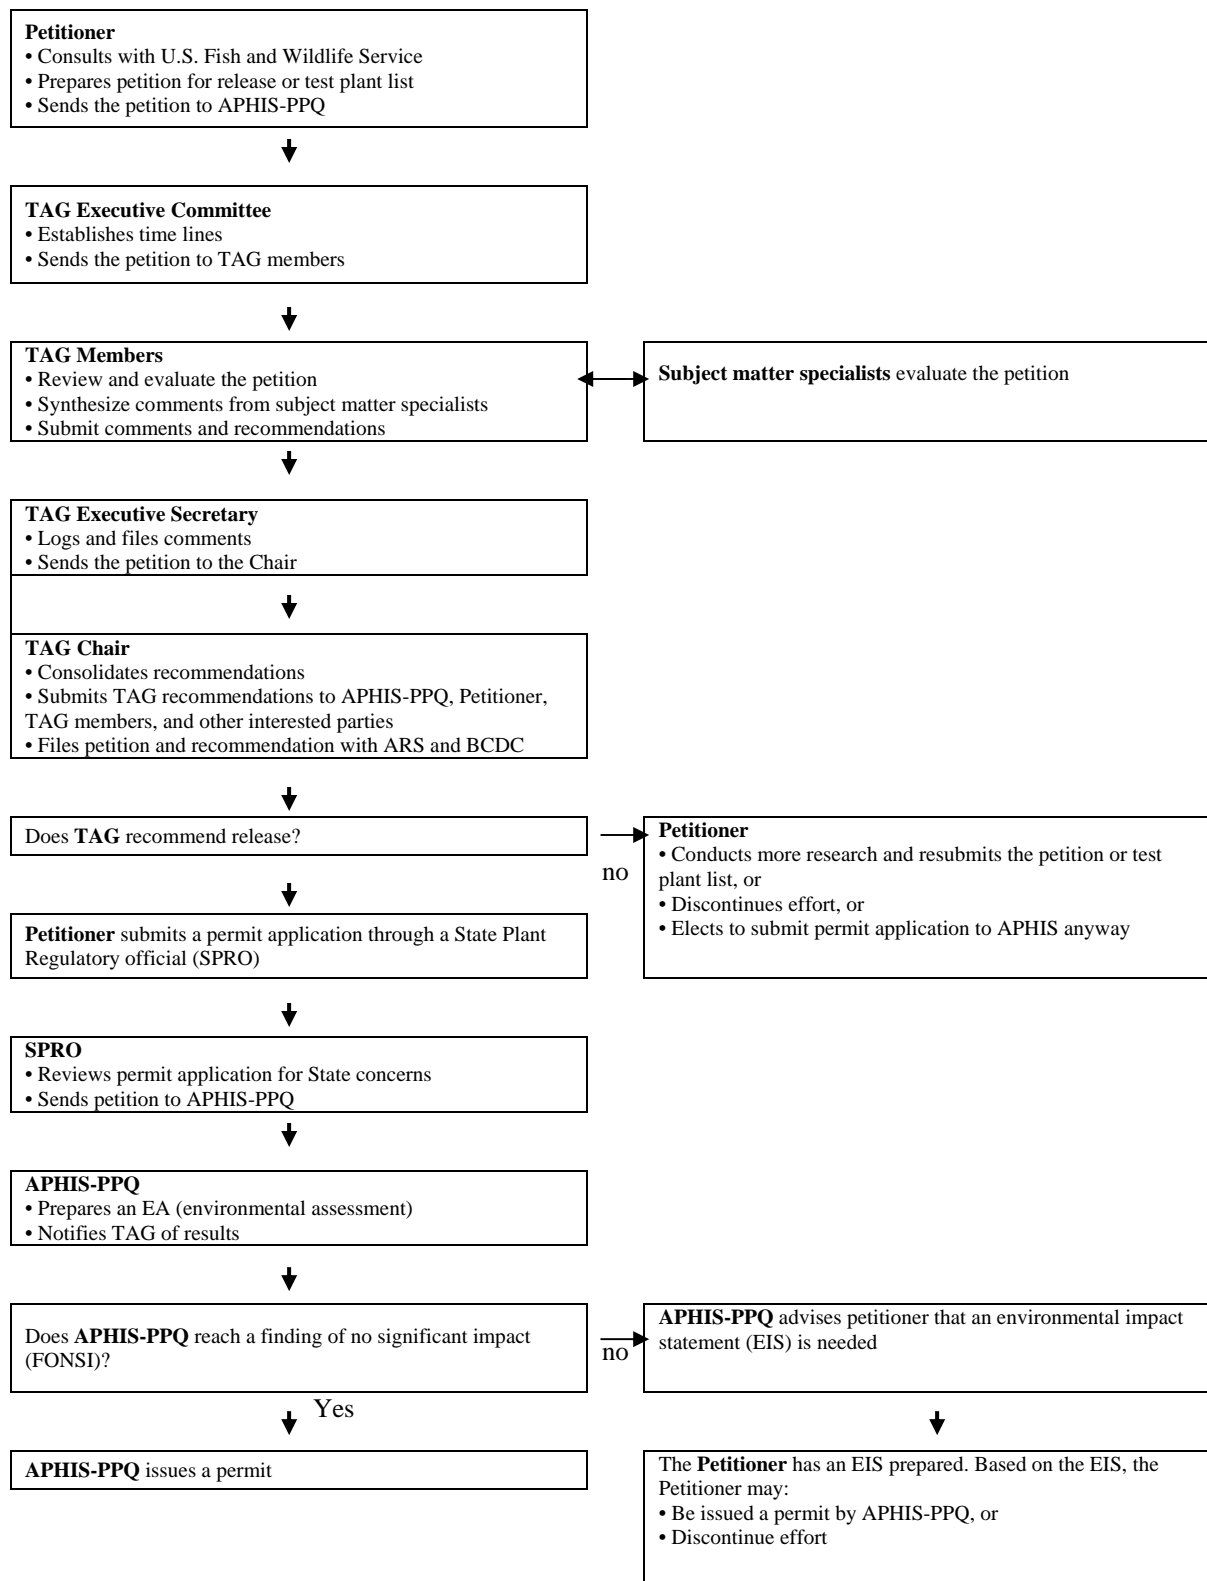 Petitioner
• Consults with U.S. Fish and Wildlife Service
• Prepares petition for release or test plant list
• Sends the petition to APHIS-PPQ
TAG Executive Committee
• Establishes time lines
• Sends the petition to TAG members
TAG Members
• Review and evaluate the petition
• Synthesize comments from subject matter specialists
• Submit comments and recommendations
Subject matter specialists evaluate the petition
TAG Executive Secretary
• Logs and files comments
• Sends the petition to the Chair
TAG Chair
• Consolidates recommendations
• Submits TAG recommendations to APHIS-PPQ, Petitioner,
TAG members, and other interested parties
• Files petition and recommendation with ARS and BCDC
Does TAG recommend release?
no
Petitioner
• Conducts more research and resubmits the petition or test
plant list, or
• Discontinues effort, or
• Elects to submit permit application to APHIS anyway
Petitioner submits a permit application through a State Plant
Regulatory official (SPRO)
SPRO
• Reviews permit application for State concerns
• Sends petition to APHIS-PPQ
APHIS-PPQ
• Prepares an EA (environmental assessment)
• Notifies TAG of results
Does APHIS-PPQ reach a finding of no significant impact
(FONSI)?
no
APHIS-PPQ advises petitioner that an environmental impact
statement (EIS) is needed
Yes
APHIS-PPQ issues a permit
The Petitioner has an EIS prepared. Based on the EIS, the
Petitioner may:
• Be issued a permit by APHIS-PPQ, or
• Discontinue effort